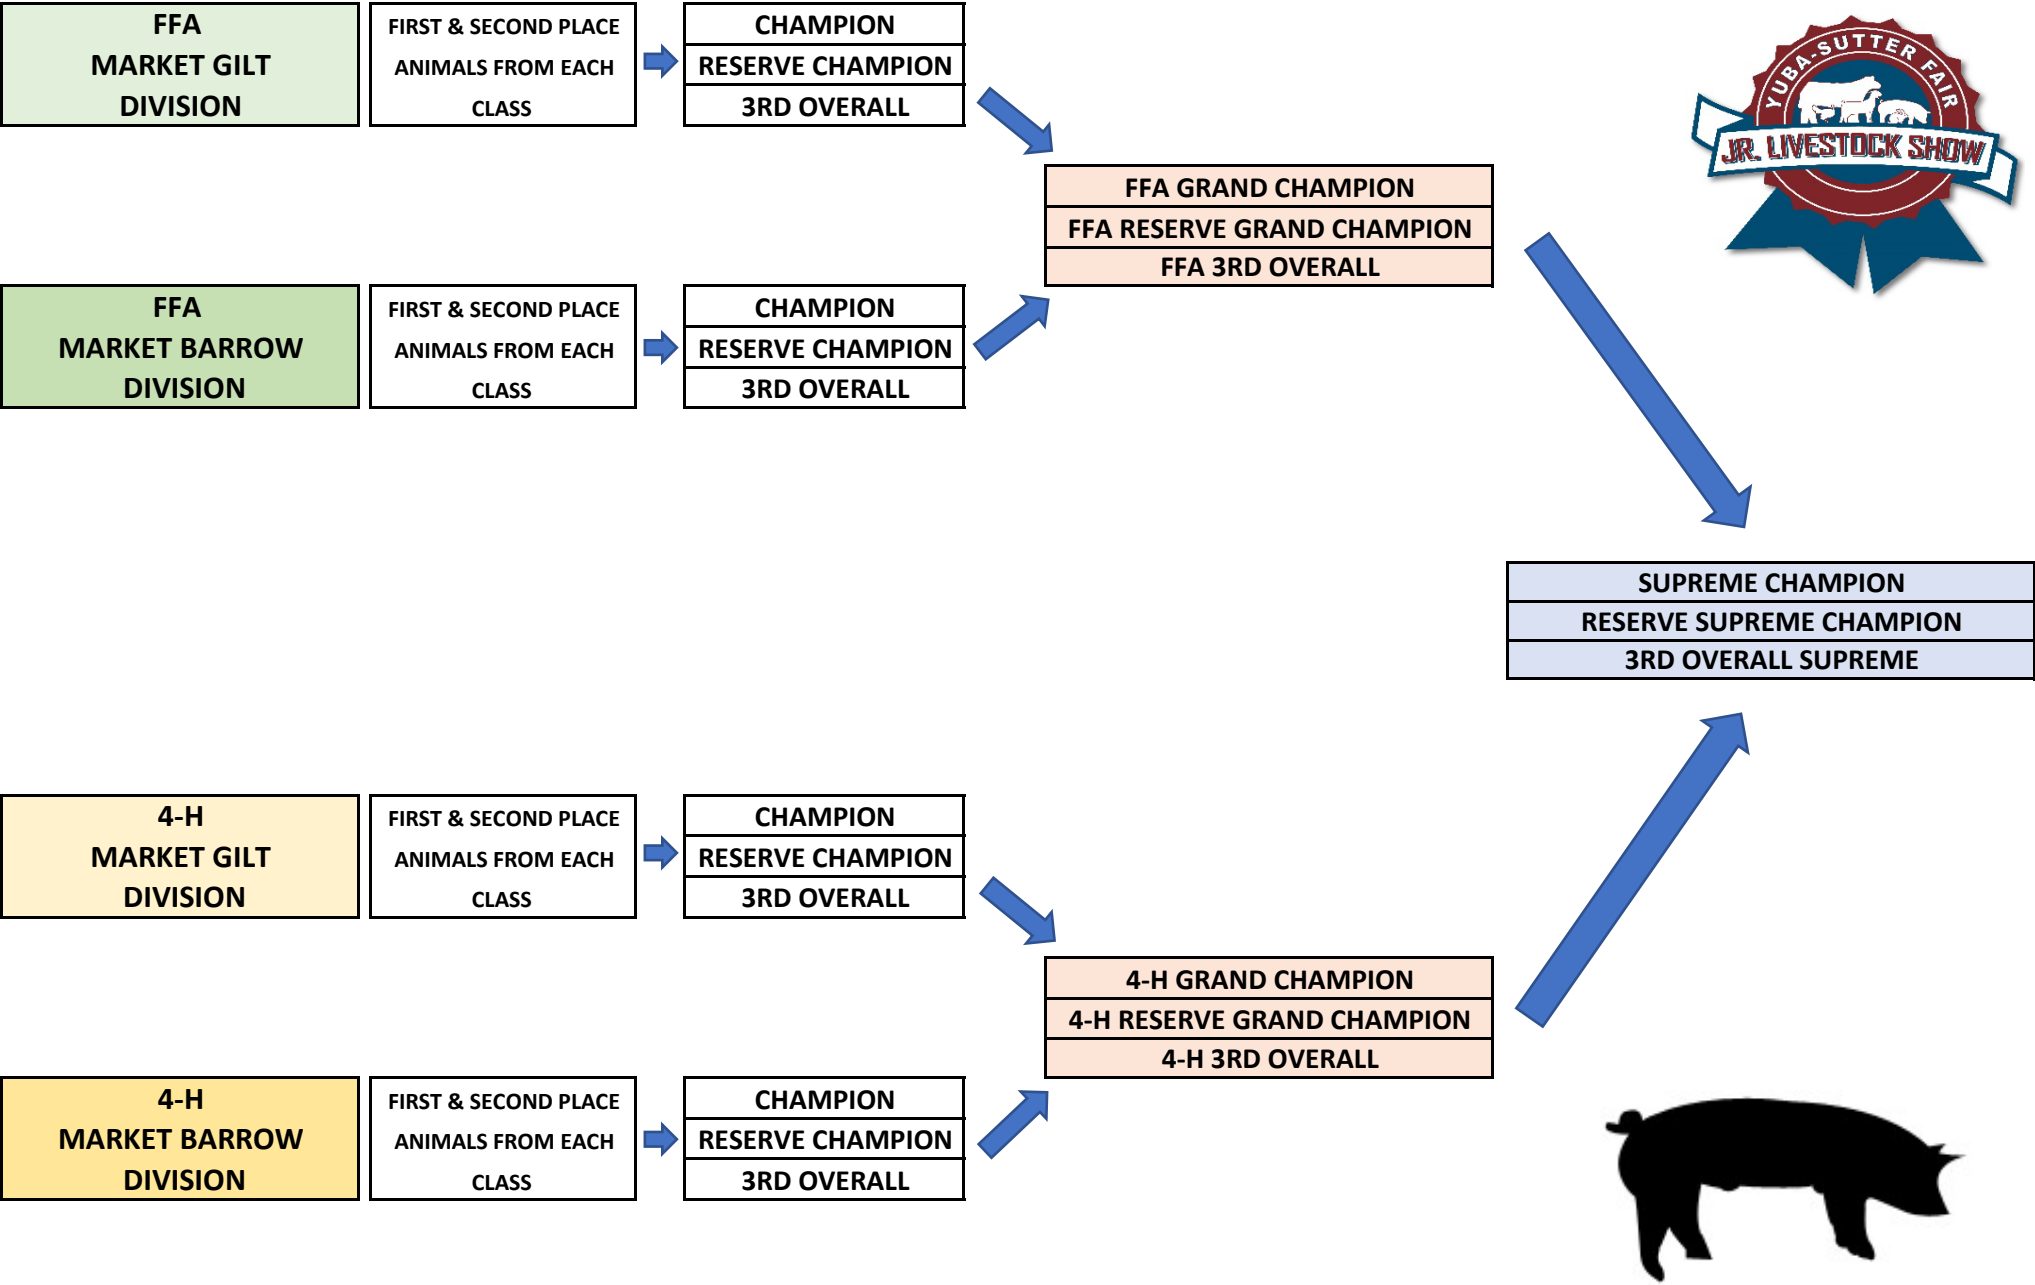 FFA
MARKET GILT
DIVISION
FIRST & SECOND PLACE
ANIMALS FROM EACH
CLASS
CHAMPION
RESERVE CHAMPION
3RD OVERALL
YUBA-SUTTER FAIR
JR. LIVESTOCK SHOW
FFA GRAND CHAMPION
FFA RESERVE GRAND CHAMPION
FFA 3RD OVERALL
FFA
MARKET BARROW
DIVISION
FIRST & SECOND PLACE
ANIMALS FROM EACH
CLASS
CHAMPION
RESERVE CHAMPION
3RD OVERALL
SUPREME CHAMPION
RESERVE SUPREME CHAMPION
3RD OVERALL SUPREME
4-H
MARKET GILT
DIVISION
FIRST & SECOND PLACE
ANIMALS FROM EACH
CLASS
CHAMPION
RESERVE CHAMPION
3RD OVERALL
4-H GRAND CHAMPION
4-H RESERVE GRAND CHAMPION
4-H 3RD OVERALL
4-H
MARKET BARROW
DIVISION
FIRST & SECOND PLACE
ANIMALS FROM EACH
CLASS
CHAMPION
RESERVE CHAMPION
3RD OVERALL